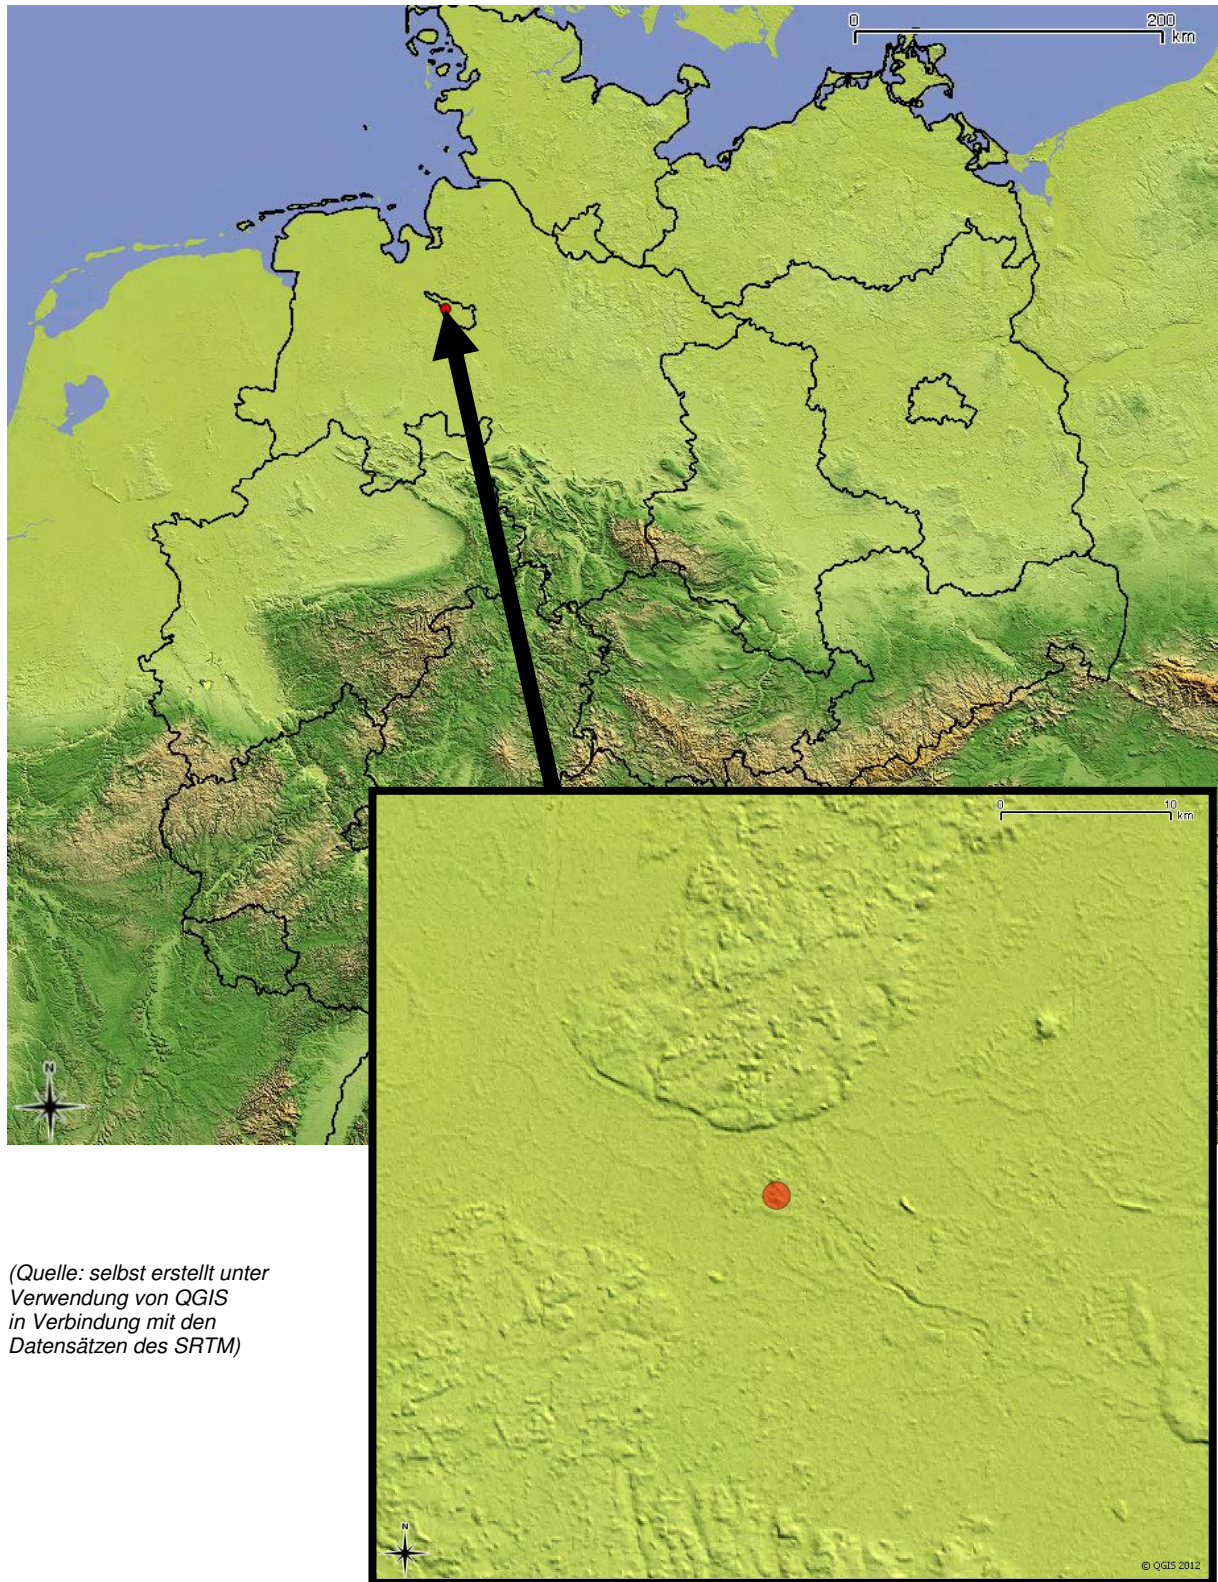 0 200
km
N
0 10
km
(Quelle: selbst erstellt unter
Verwendung von QGIS
in Verbindung mit den
Datensätzen des SRTM)
N
© QGIS 2012